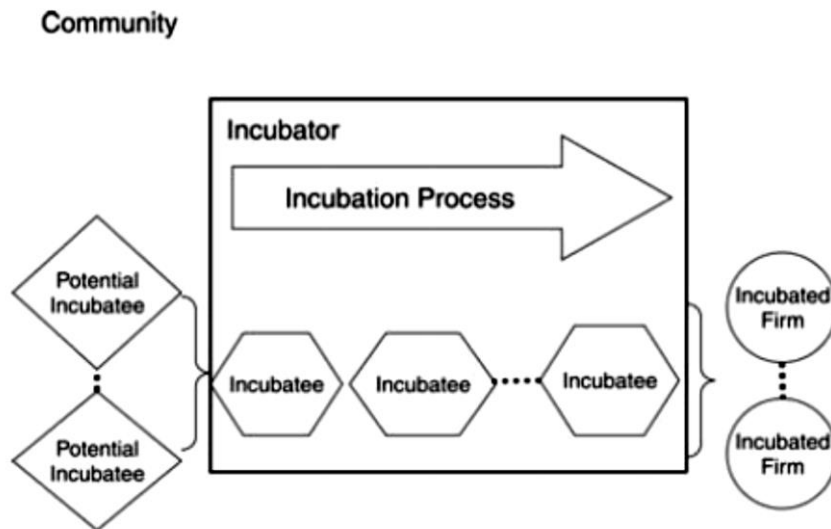 Community
Incubator
Incubation Process
Potential
Incubatee
Potential
Incubatee
Incubatee
Incubatee
Incubatee
Incubated
Firm
Incubated
Firm